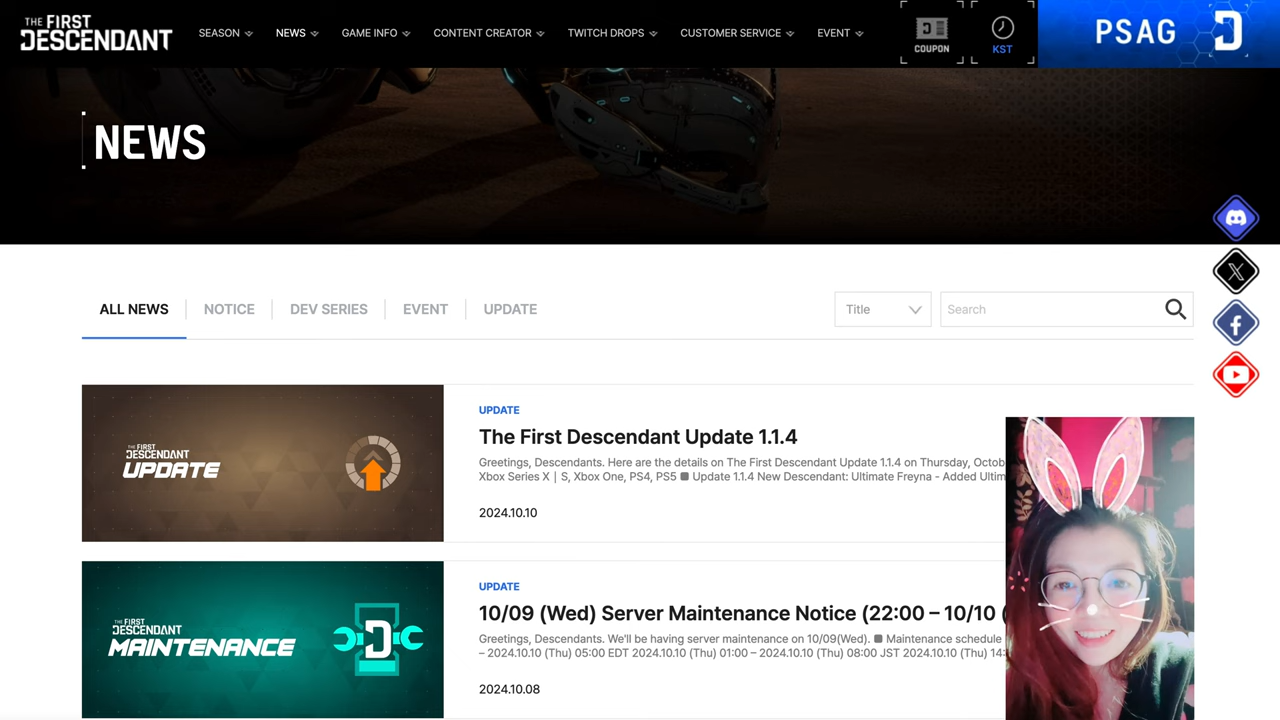 THE FIRST
DESCENDANT
SEASON
NEWS
GAME INFO
CONTENT CREATOR
TWITCH DROPS
CUSTOMER SERVICE
EVENT
COUPON
KST
PSAG
NEWS
ALL NEWS
NOTICE
DEV SERIES
EVENT
UPDATE
Title
Search
THE FIRST
DESCENDANT
UPDATE
UPDATE
The First Descendant Update 1.1.4
Greetings, Descendants. Here are the details on The First Descendant Update 1.1.4 on Thursday, Octob
Xbox Series X | S, Xbox One, PS4, PS5 ■ Update 1.1.4 New Descendant: Ultimate Freyna - Added Ultim
2024.10.10
THE FIRST
DESCENDANT
MAINTENANCE
UPDATE
10/09 (Wed) Server Maintenance Notice (22:00 – 10/10 (
Greetings, Descendants. We'll be having server maintenance on 10/09(Wed). ■ Maintenance schedule
– 2024.10.10 (Thu) 05:00 EDT 2024.10.10 (Thu) 01:00 – 2024.10.10 (Thu) 08:00 JST 2024.10.10 (Thu) 14:
2024.10.08